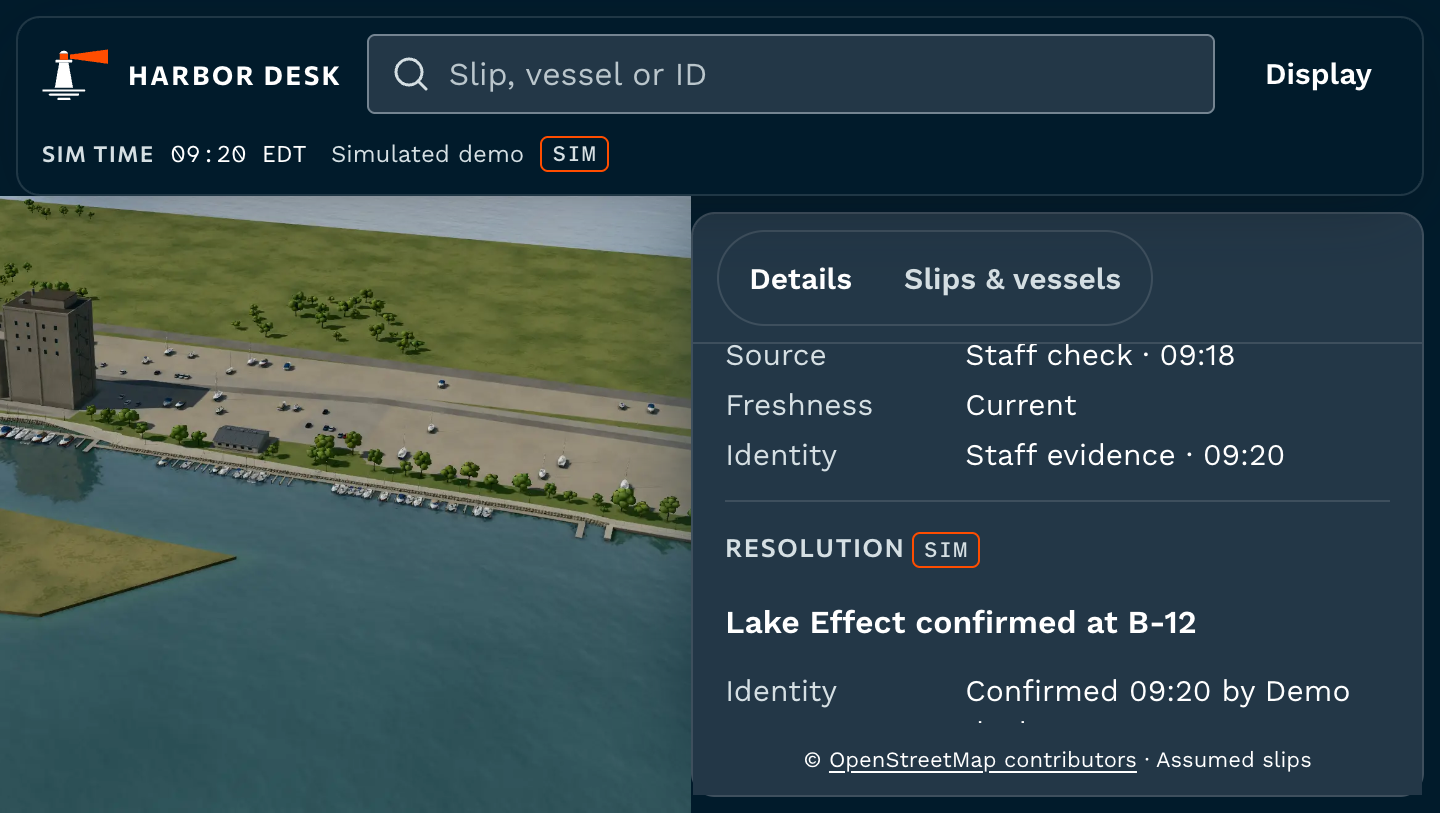 HARBOR DESK
Slip, vessel or ID
Display
SIM TIME 09:20 EDT Simulated demo SIM
Details
Slips & vessels
Source Staff check · 09:18
Freshness Current
Identity Staff evidence · 09:20
RESOLUTION SIM
Lake Effect confirmed at B-12
Identity Confirmed 09:20 by Demo
© OpenStreetMap contributors · Assumed slips